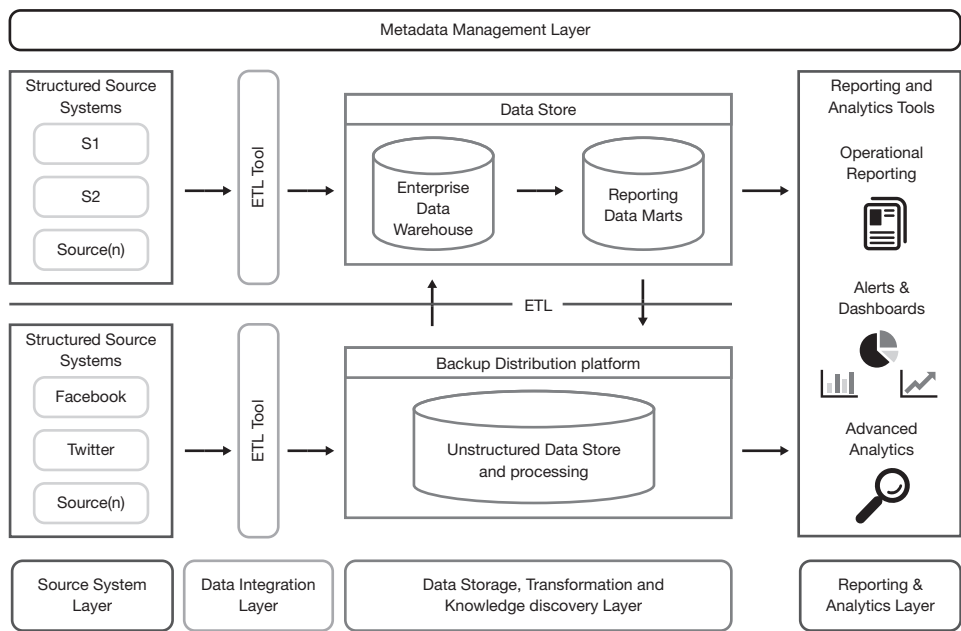 Metadata Management Layer
Structured Source
Systems
S1
S2
Source(n)
ETL Tool
Data Store
Enterprise
Data
Warehouse
Reporting
Data Marts
Reporting and
Analytics Tools
Operational
Reporting
Alerts &
Dashboards
Advanced
Analytics
ETL
Structured Source
Systems
Facebook
Twitter
Source(n)
ETL Tool
Backup Distribution platform
Unstructured Data Store
and processing
Source System
Layer
Data Integration
Layer
Data Storage, Transformation and
Knowledge discovery Layer
Reporting &
Analytics Layer